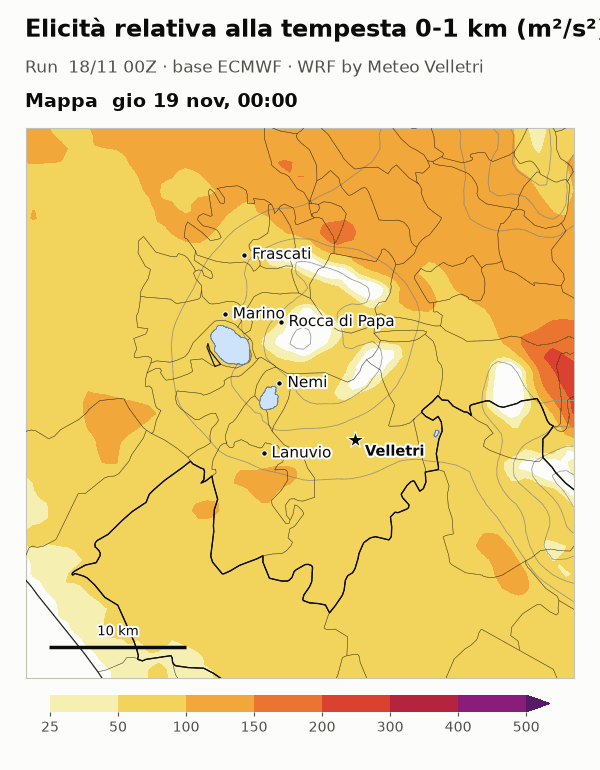 Elicità relativa alla tempesta 0-1 km (m²/s²)
Run 18/11 00Z · base ECMWF · WRF by Meteo Velletri
Mappa gio 19 nov, 00:00
Frascati
Marino
Rocca di Papa
Nemi
Velletri
Lanuvio
10 km
25 50 100 150 200 300 400 500